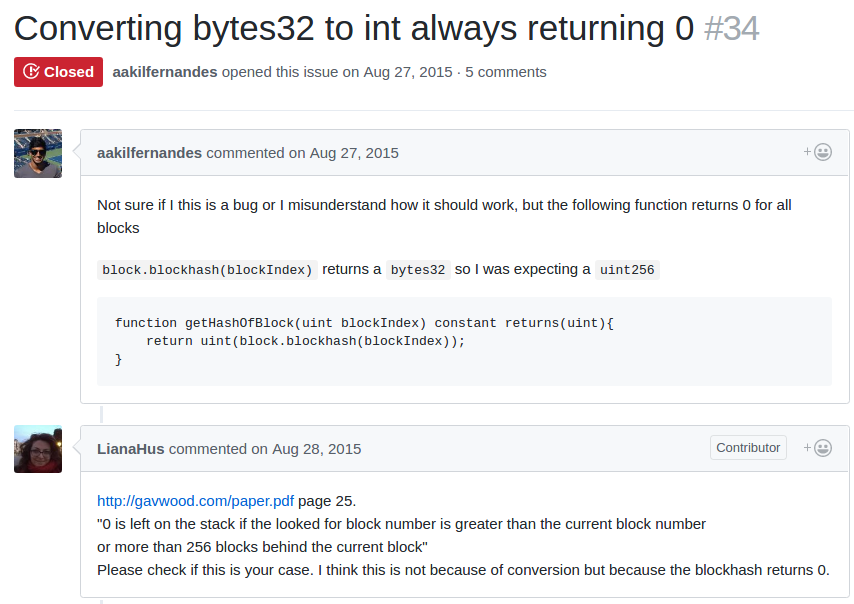 Converting bytes32 to int always returning 0 #34
Closed aakilfernandes opened this issue on Aug 27, 2015 · 5 comments
aakilfernandes commented on Aug 27, 2015
Not sure if I this is a bug or I misunderstand how it should work, but the following function returns 0 for all
blocks
block.blockhash(blockIndex) returns a bytes32 so I was expecting a uint256
function getHashOfBlock(uint blockIndex) constant returns(uint){
    return uint(block.blockhash(blockIndex));
}
LianaHus commented on Aug 28, 2015 Contributor
http://gavwood.com/paper.pdf page 25.
"0 is left on the stack if the looked for block number is greater than the current block number
or more than 256 blocks behind the current block"
Please check if this is your case. I think this is not because of conversion but because the blockhash returns 0.